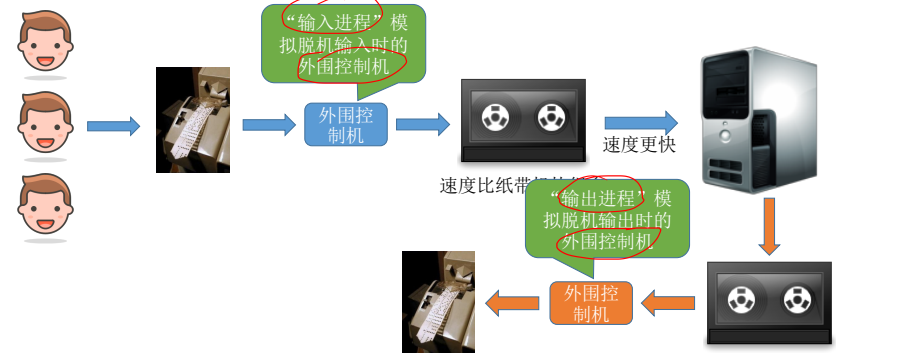 “输入进程”模
拟脱机输入时的
外围控制机
外围控
制机
速度更快
速度比纸带机
“输出进程”模
拟脱机输出时的
外围控制机
外围控
制机